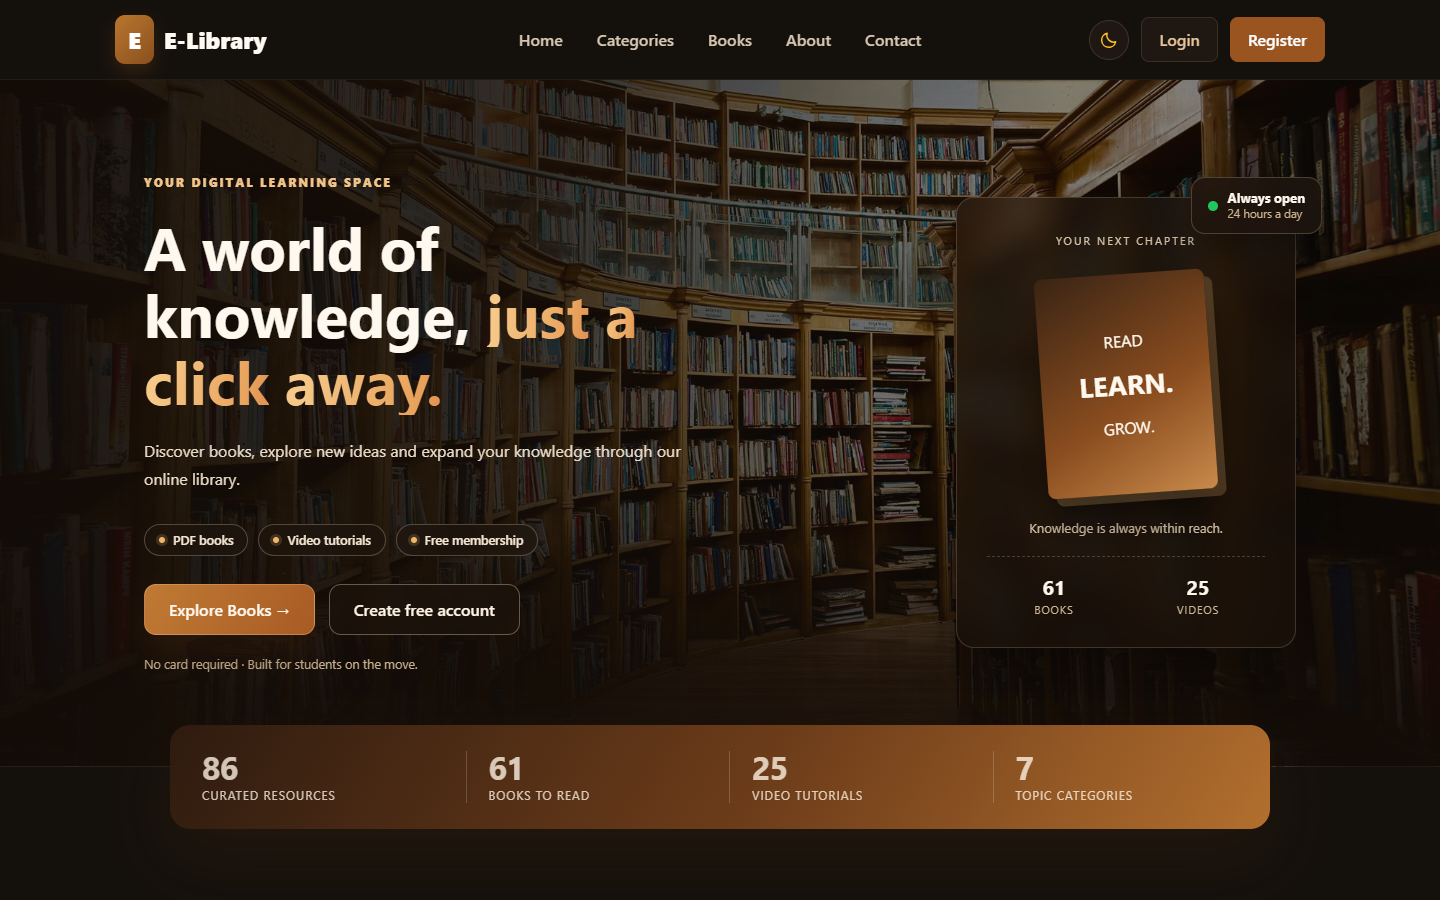 E E-Library
Home Categories Books About Contact
Login Register
YOUR DIGITAL LEARNING SPACE
A world of
knowledge, just a
click away.
Discover books, explore new ideas and expand your knowledge through our
online library.
PDF books Video tutorials Free membership
Explore Books → Create free account
No card required · Built for students on the move.
Always open
24 hours a day
YOUR NEXT CHAPTER
READ
LEARN.
GROW.
Knowledge is always within reach.
61 25
BOOKS VIDEOS
86 61 25 7
CURATED RESOURCES BOOKS TO READ VIDEO TUTORIALS TOPIC CATEGORIES